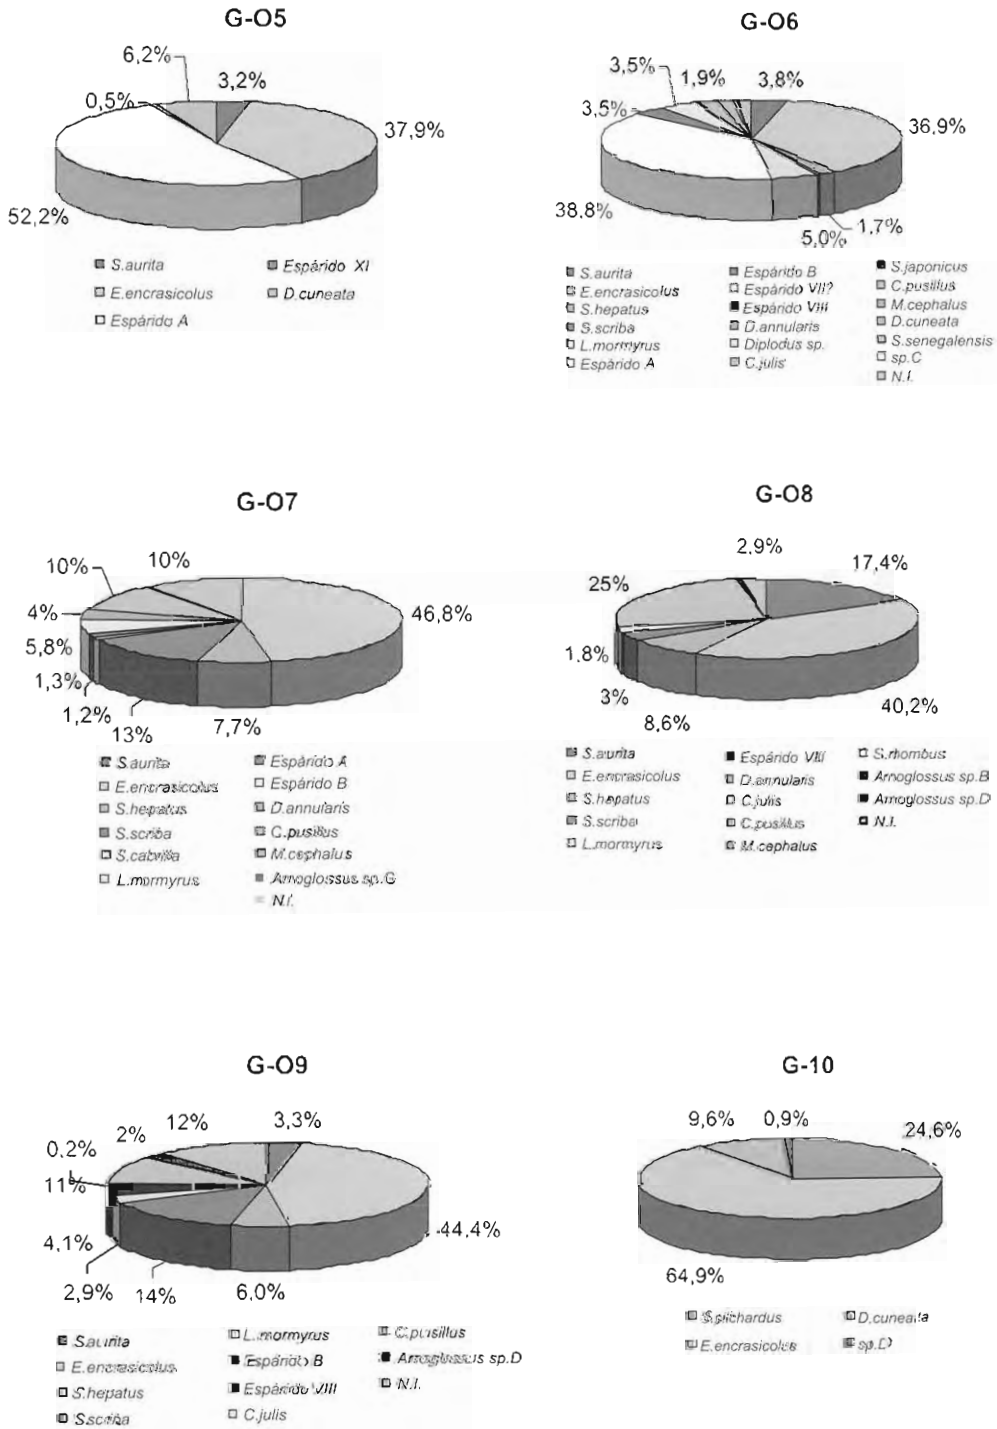 G-O5
6,2%
3,2%
0,5%
37,9%
52,2%
S.aurita
Espárido XI
E.encrasicolus
D.cuneata
Espárido A
G-O6
3,5%
1,9%
3,8%
3,5%
36,9%
38.8%
5,0%
1,7%
S.aurita
E.encrasicolus
S.hepatus
S.scriba
L.mormyrus
Espárido A
Espárido B
Espárido VII?
Espárido VIII
D.annularis
Diplodus sp.
C.julis
S.japonicus
C.pusillus
M.cephalus
D.cuneata
S.senegalensis
sp.C
N.I.
G-O7
10%
10%
4%
46,8%
5,8%
1,3%
1,2%
13%
7,7%
S.aurita
E.encrasicolus
S.hepatus
S.scriba
S.cabrilla
L.mormyrus
Espárido A
Espárido B
D.annularis
C.pusillus
M.cephalus
Arnoglossus sp.G
N.I.
G-O8
2,9%
17,4%
25%
1.8%
3%
8,6%
40,2%
S.aurita
E.encrasicolus
S.hepatus
S.scriba
L.mormyrus
Espárido VIII
D.annularis
C.julis
C.pusillus
M.cephalus
S.rhombus
Arnoglossus sp.B
Arnoglossus sp.D
N.I.
G-O9
12%
3,3%
2%
0,2%
11%
44,4%
4,1%
2,9%
14%
6,0%
S.aurita
E.encrasicolus
S.hepatus
S.scriba
L.mormyrus
Espárido B
Espárido VIII
C.julis
C.pusillus
Arnoglossus sp.D
N.I.
G-10
9,6%
0,9%
24,6%
64,9%
S.pilchardus
D.cuneata
E.encrasicolus
sp.D